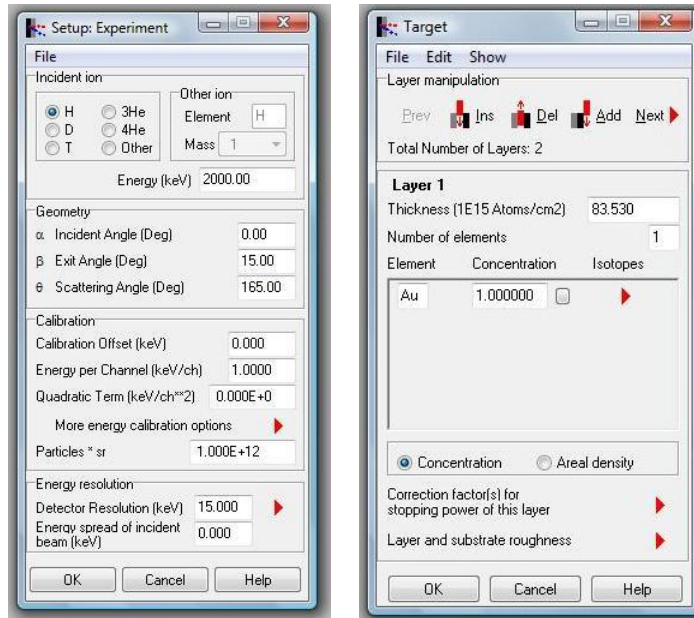 Setup: Experiment
File
Incident ion
H
3He
D
4He
T
Other
Other ion
Element H
Mass 1
Energy (keV) 2000.00
Geometry
α Incident Angle (Deg) 0.00
β Exit Angle (Deg) 15.00
θ Scattering Angle (Deg) 165.00
Calibration
Calibration Offset (keV) 0.000
Energy per Channel (keV/ch) 1.0000
Quadratic Term (keV/ch**2) 0.000E+0
More energy calibration options
Particles * sr 1.000E+12
Energy resolution
Detector Resolution (keV) 15.000
Energy spread of incident
beam (keV) 0.000
OK Cancel Help
Target
File Edit Show
Layer manipulation
Prev Ins Del Add Next
Total Number of Layers: 2
Layer 1
Thickness (1E15 Atoms/cm2) 83.530
Number of elements 1
Element Concentration Isotopes
Au 1.000000
Concentration Areal density
Correction factor(s) for
stopping power of this layer
Layer and substrate roughness
OK Cancel Help